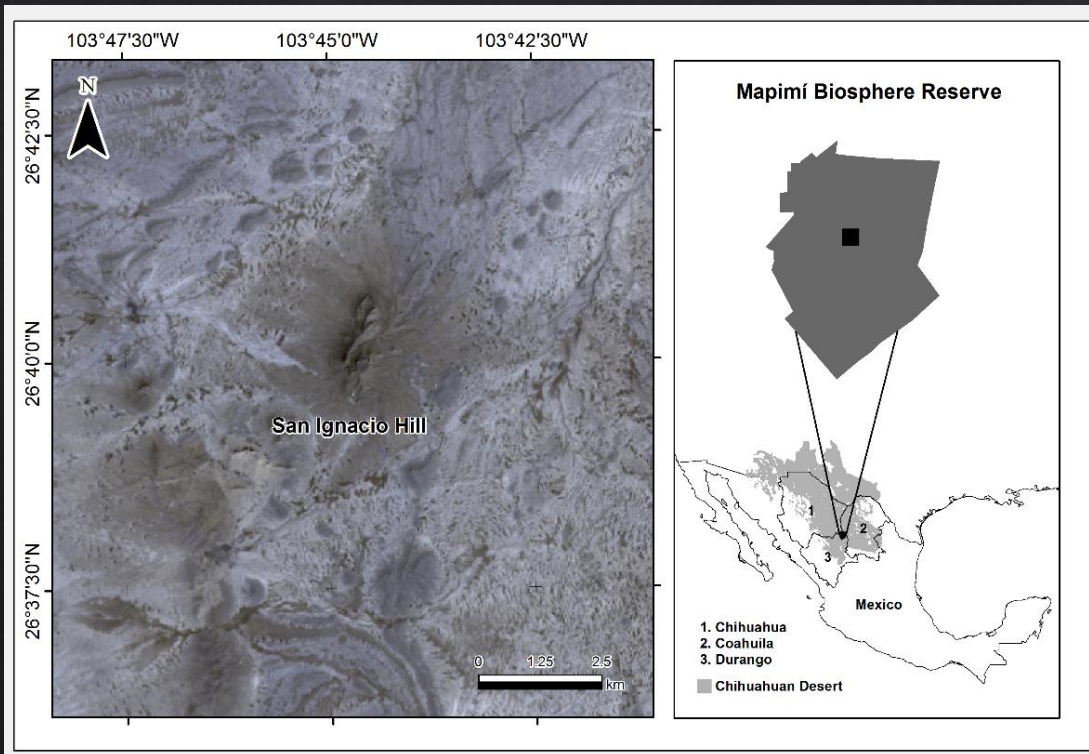 103°47'30"W 103°45'0"W 103°42'30"W
N
26°42'30"N
26°40'0"N
26°37'30"N
San Ignacio Hill
0 1.25 2.5
km
Mapimí Biosphere Reserve
1
2
3
Mexico
1. Chihuahua
2. Coahuila
3. Durango
Chihuahuan Desert